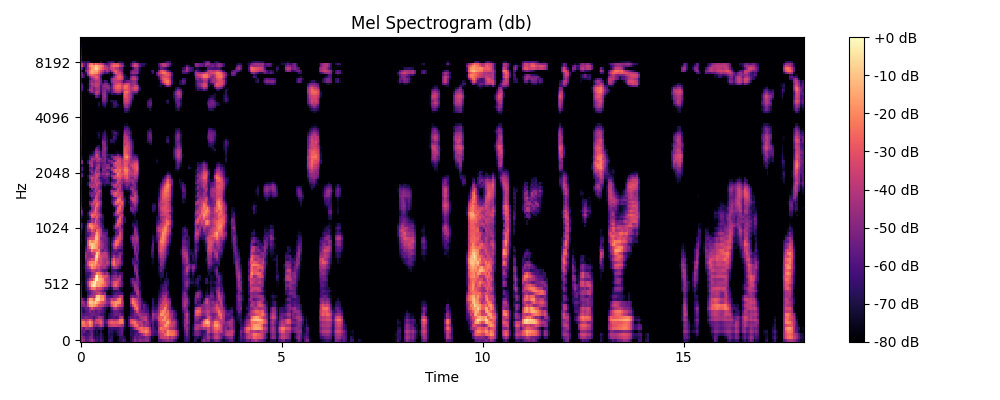 Mel Spectrogram (db)
+0 dB
8192
-10 dB
4096
-20 dB
-30 dB
2048
Hz
-40 dB
1024
-50 dB
-60 dB
512
-70 dB
0
-80 dB
0 5 10 15
Time